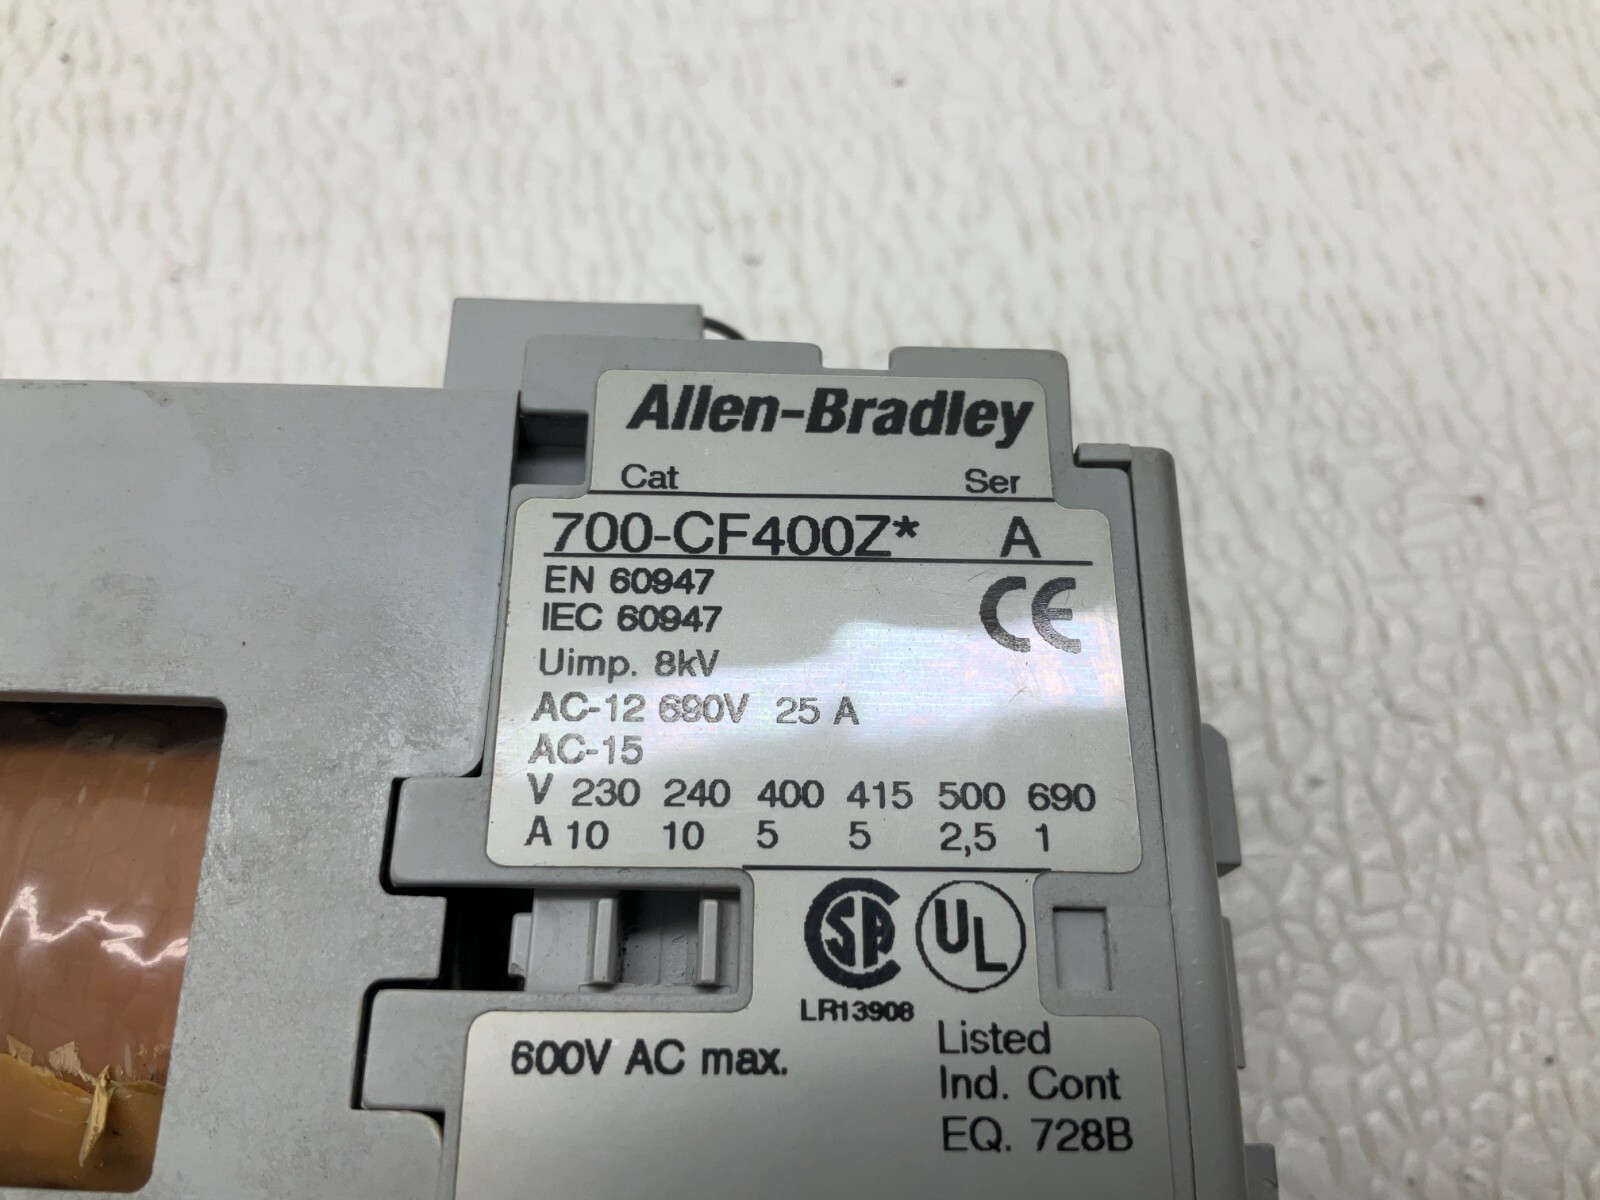 Allen-Bradley
Cat Ser
700-CF400Z* A
EN 60947
IEC 60947
CE
Uimp. 8kV
AC-12 690V 25 A
AC-15
V 230 240 400 415 500 690
A 10 10 5 5 2,5 1
SA UL
LR13908
600V AC max.
Listed
Ind. Cont
EQ. 728B